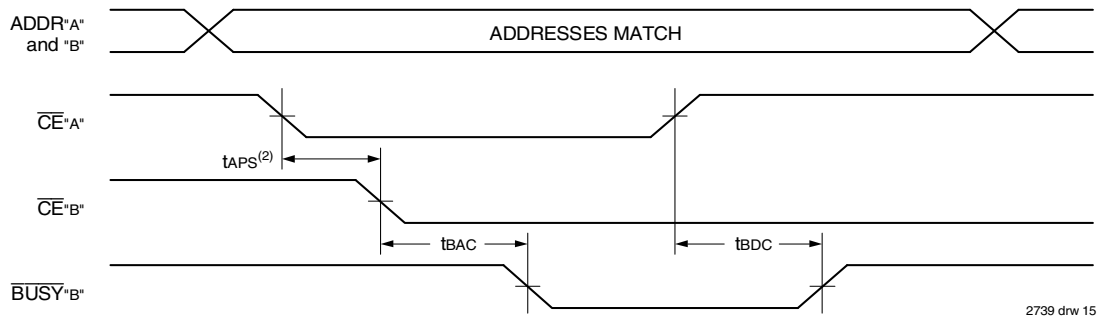 ADDR"A"
and "B"
ADDRESSES MATCH
CE"A"
tAPS(2)
CE"B"
tBAC
tBDC
BUSY"B"
2739 drw 15